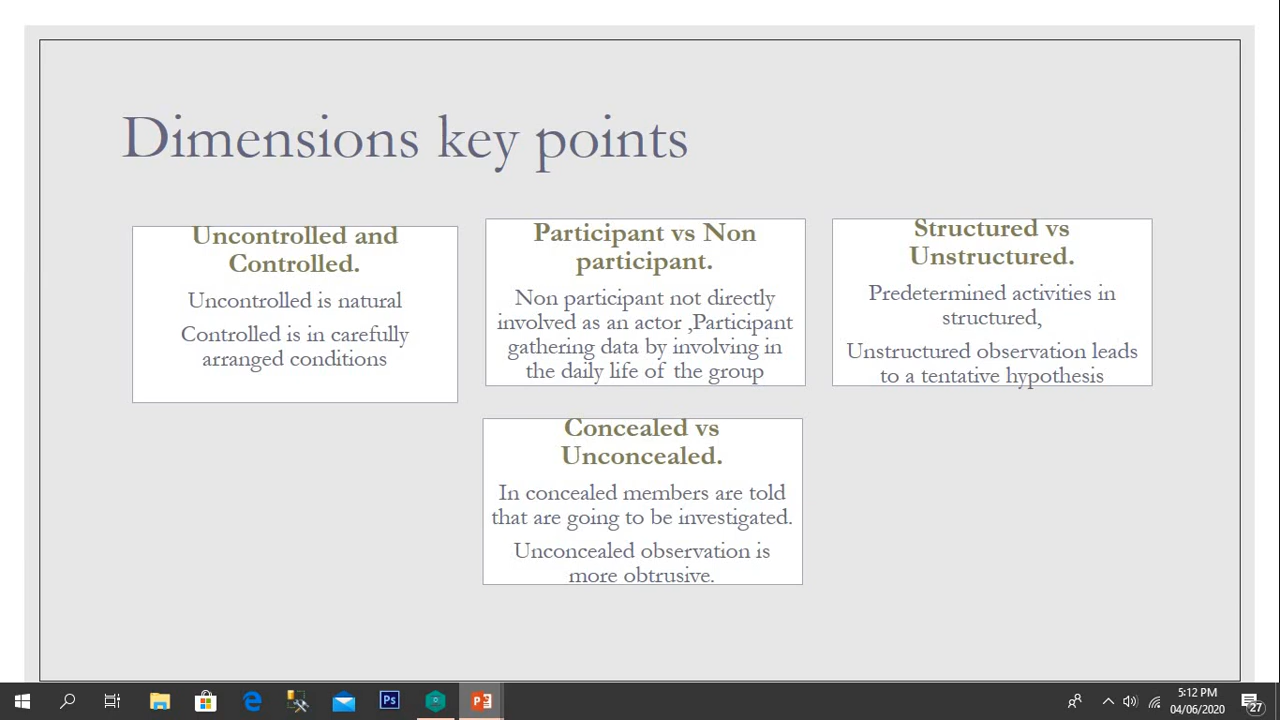 Dimensions key points
Uncontrolled and
Controlled.
Uncontrolled is natural
Controlled is in carefully
arranged conditions
Participant vs Non
participant.
Non participant not directly
involved as an actor ,Participant
gathering data by involving in
the daily life of the group
Structured vs
Unstructured.
Predetermined activities in
structured,
Unstructured observation leads
to a tentative hypothesis
Concealed vs
Unconcealed.
In concealed members are told
that are going to be investigated.
Unconcealed observation is
more obtrusive.
Ps
5:12 PM
04/06/2020
27